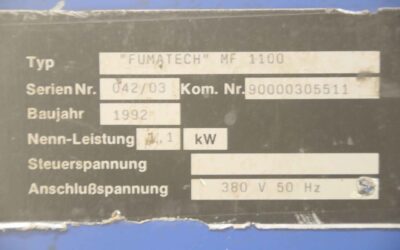 Typ "FUMATECH" MF 1100
Serien Nr. 042/03 Kom. Nr. 90000305511
Baujahr 1992
Nenn-Leistung 1,1 kW
Steuerspannung
Anschlußspannung 380 V 50 Hz